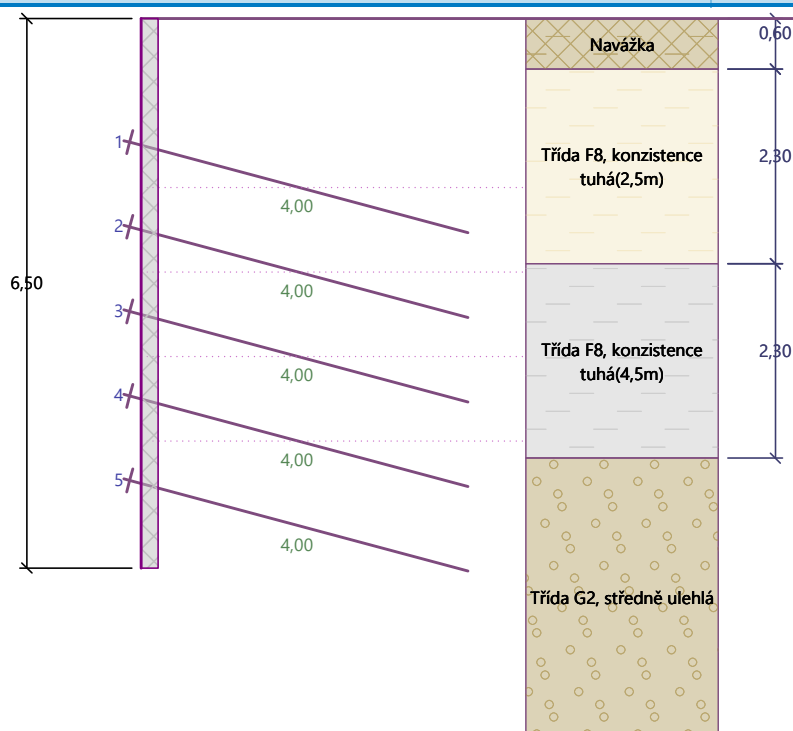 0,60
Navážka
1
Třída F8, konzistence
tuhá(2,5m)
2,30
4,00
2
6,50
4,00
3
Třída F8, konzistence
tuhá(4,5m)
2,30
4,00
4
4,00
5
4,00
Třída G2, středně ulehlá